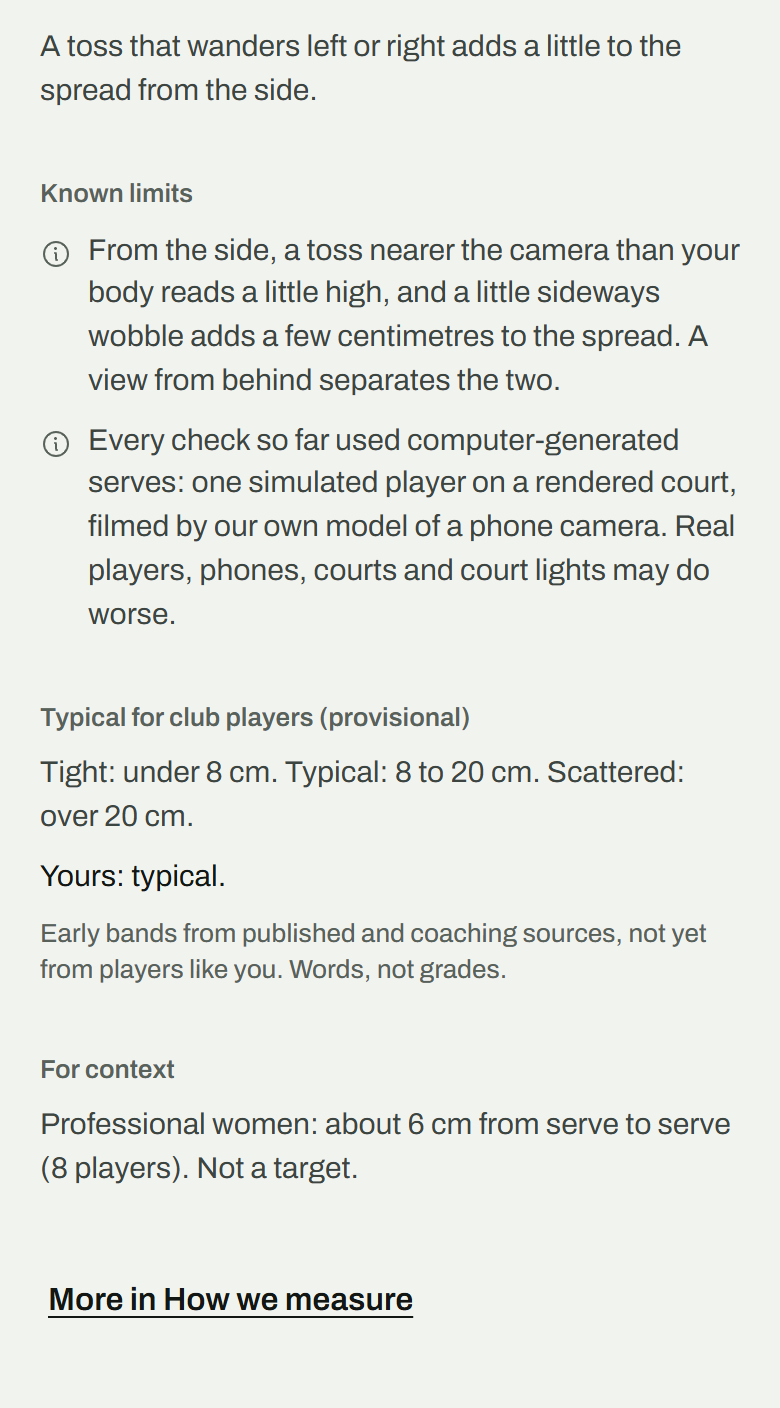 A toss that wanders left or right adds a little to the
spread from the side.
Known limits
From the side, a toss nearer the camera than your
body reads a little high, and a little sideways
wobble adds a few centimetres to the spread. A
view from behind separates the two.
Every check so far used computer-generated
serves: one simulated player on a rendered court,
filmed by our own model of a phone camera. Real
players, phones, courts and court lights may do
worse.
Typical for club players (provisional)
Tight: under 8 cm. Typical: 8 to 20 cm. Scattered:
over 20 cm.
Yours: typical.
Early bands from published and coaching sources, not yet
from players like you. Words, not grades.
For context
Professional women: about 6 cm from serve to serve
(8 players). Not a target.
More in How we measure